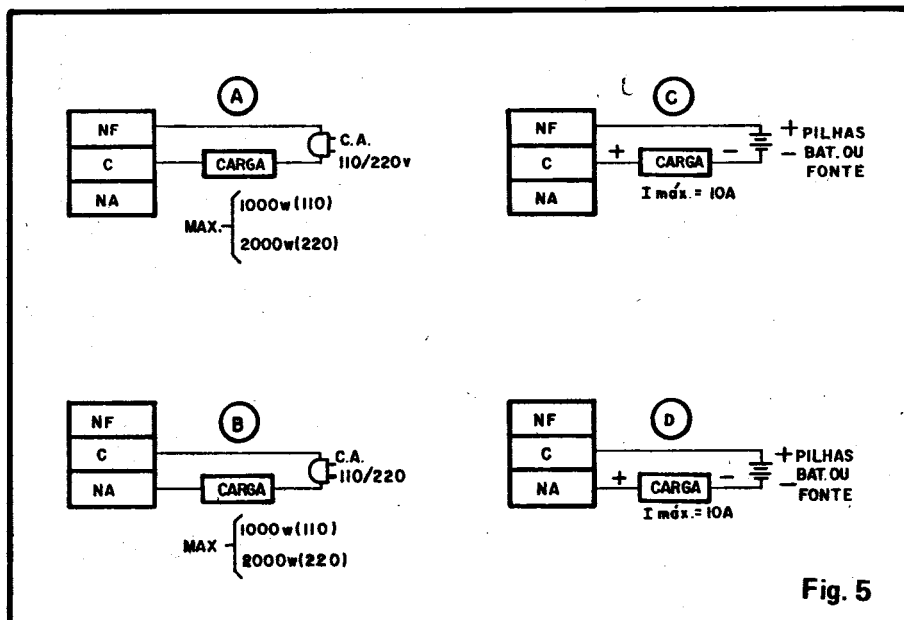 A
NF
C
NA
CARGA
C.A.
110/220v
MAX.
1000w(110)
2000w(220)
C
NF
C
NA
+
CARGA
-
I máx.= 10A
+ PILHAS
- BAT. OU
FONTE
B
NF
C
NA
CARGA
C.A.
110/220
MAX
1000w(110)
2000w(220)
D
NF
C
NA
+
CARGA
-
I máx.= 10A
+ PILHAS
BAT. OU
- FONTE
Fig. 5